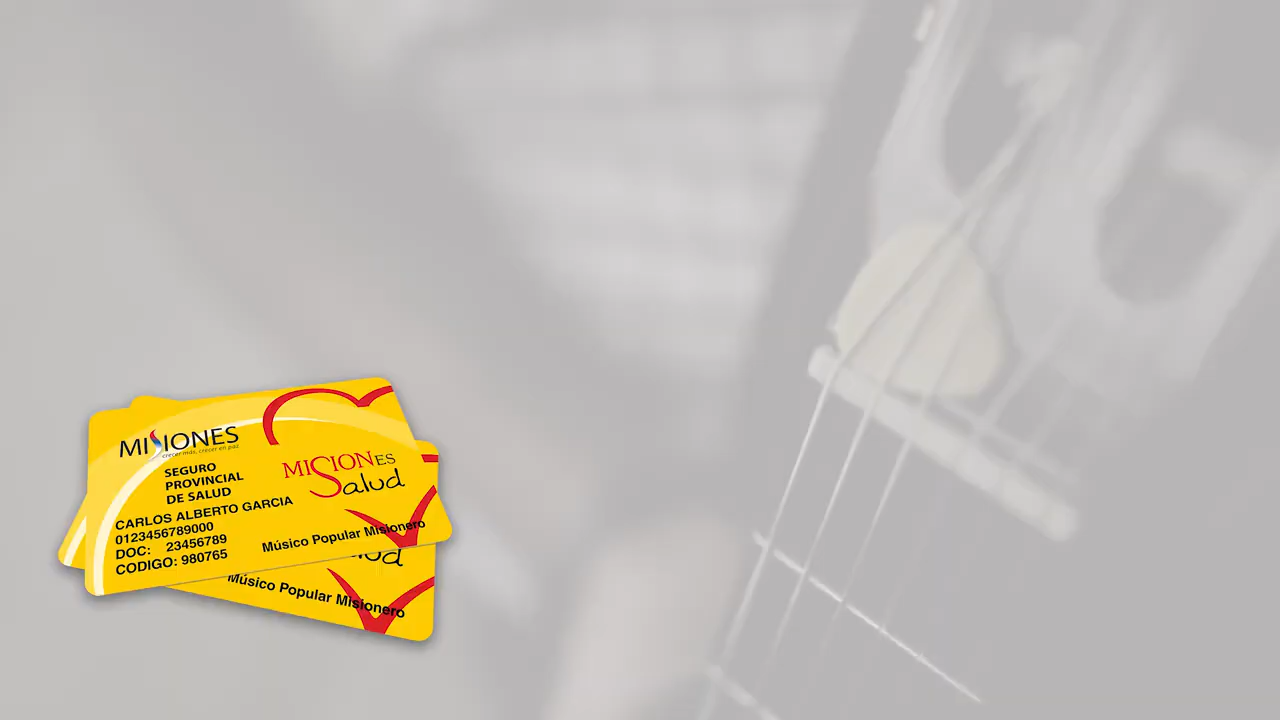 MISIONES
crecer más, crecer en paz
SEGURO
PROVINCIAL
DE SALUD
MISIONES
Salud
CARLOS ALBERTO GARCIA
0123456789000
DOC: 23456789
CODIGO: 980765
Músico Popular Misionero
Músico Popular Misionero